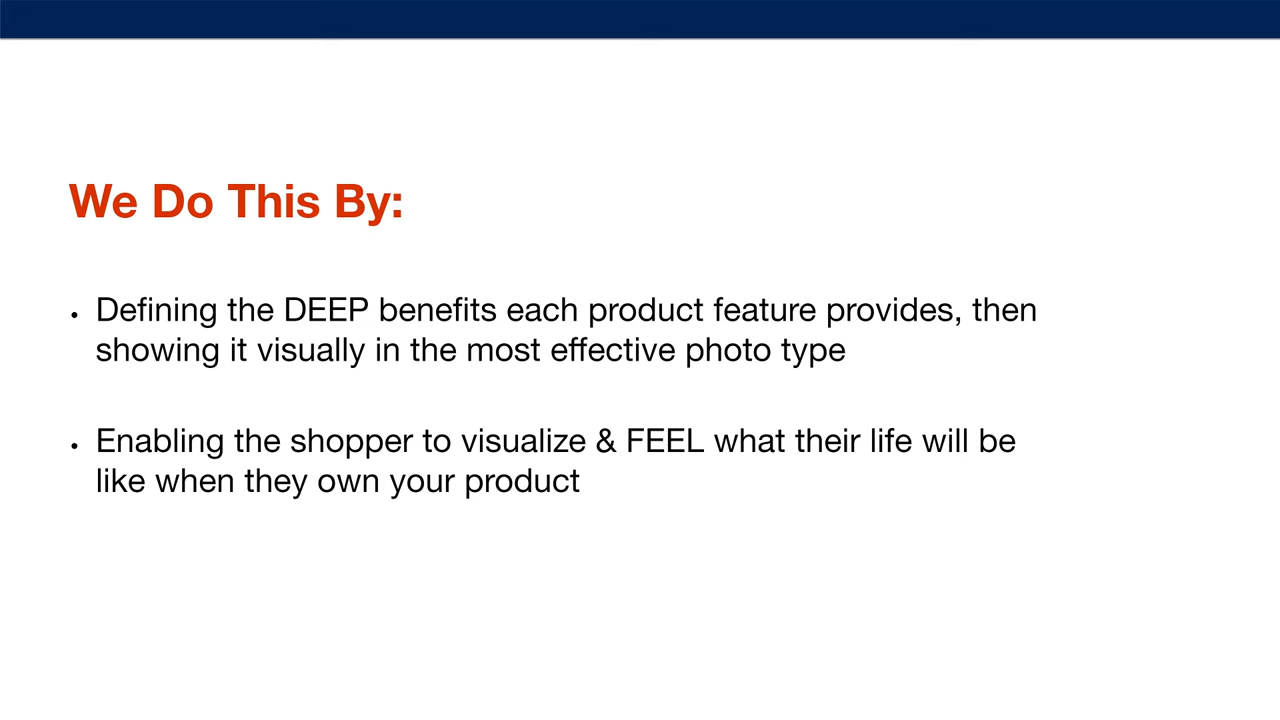 We Do This By:
• Defining the DEEP benefits each product feature provides, then
showing it visually in the most effective photo type
• Enabling the shopper to visualize & FEEL what their life will be
like when they own your product